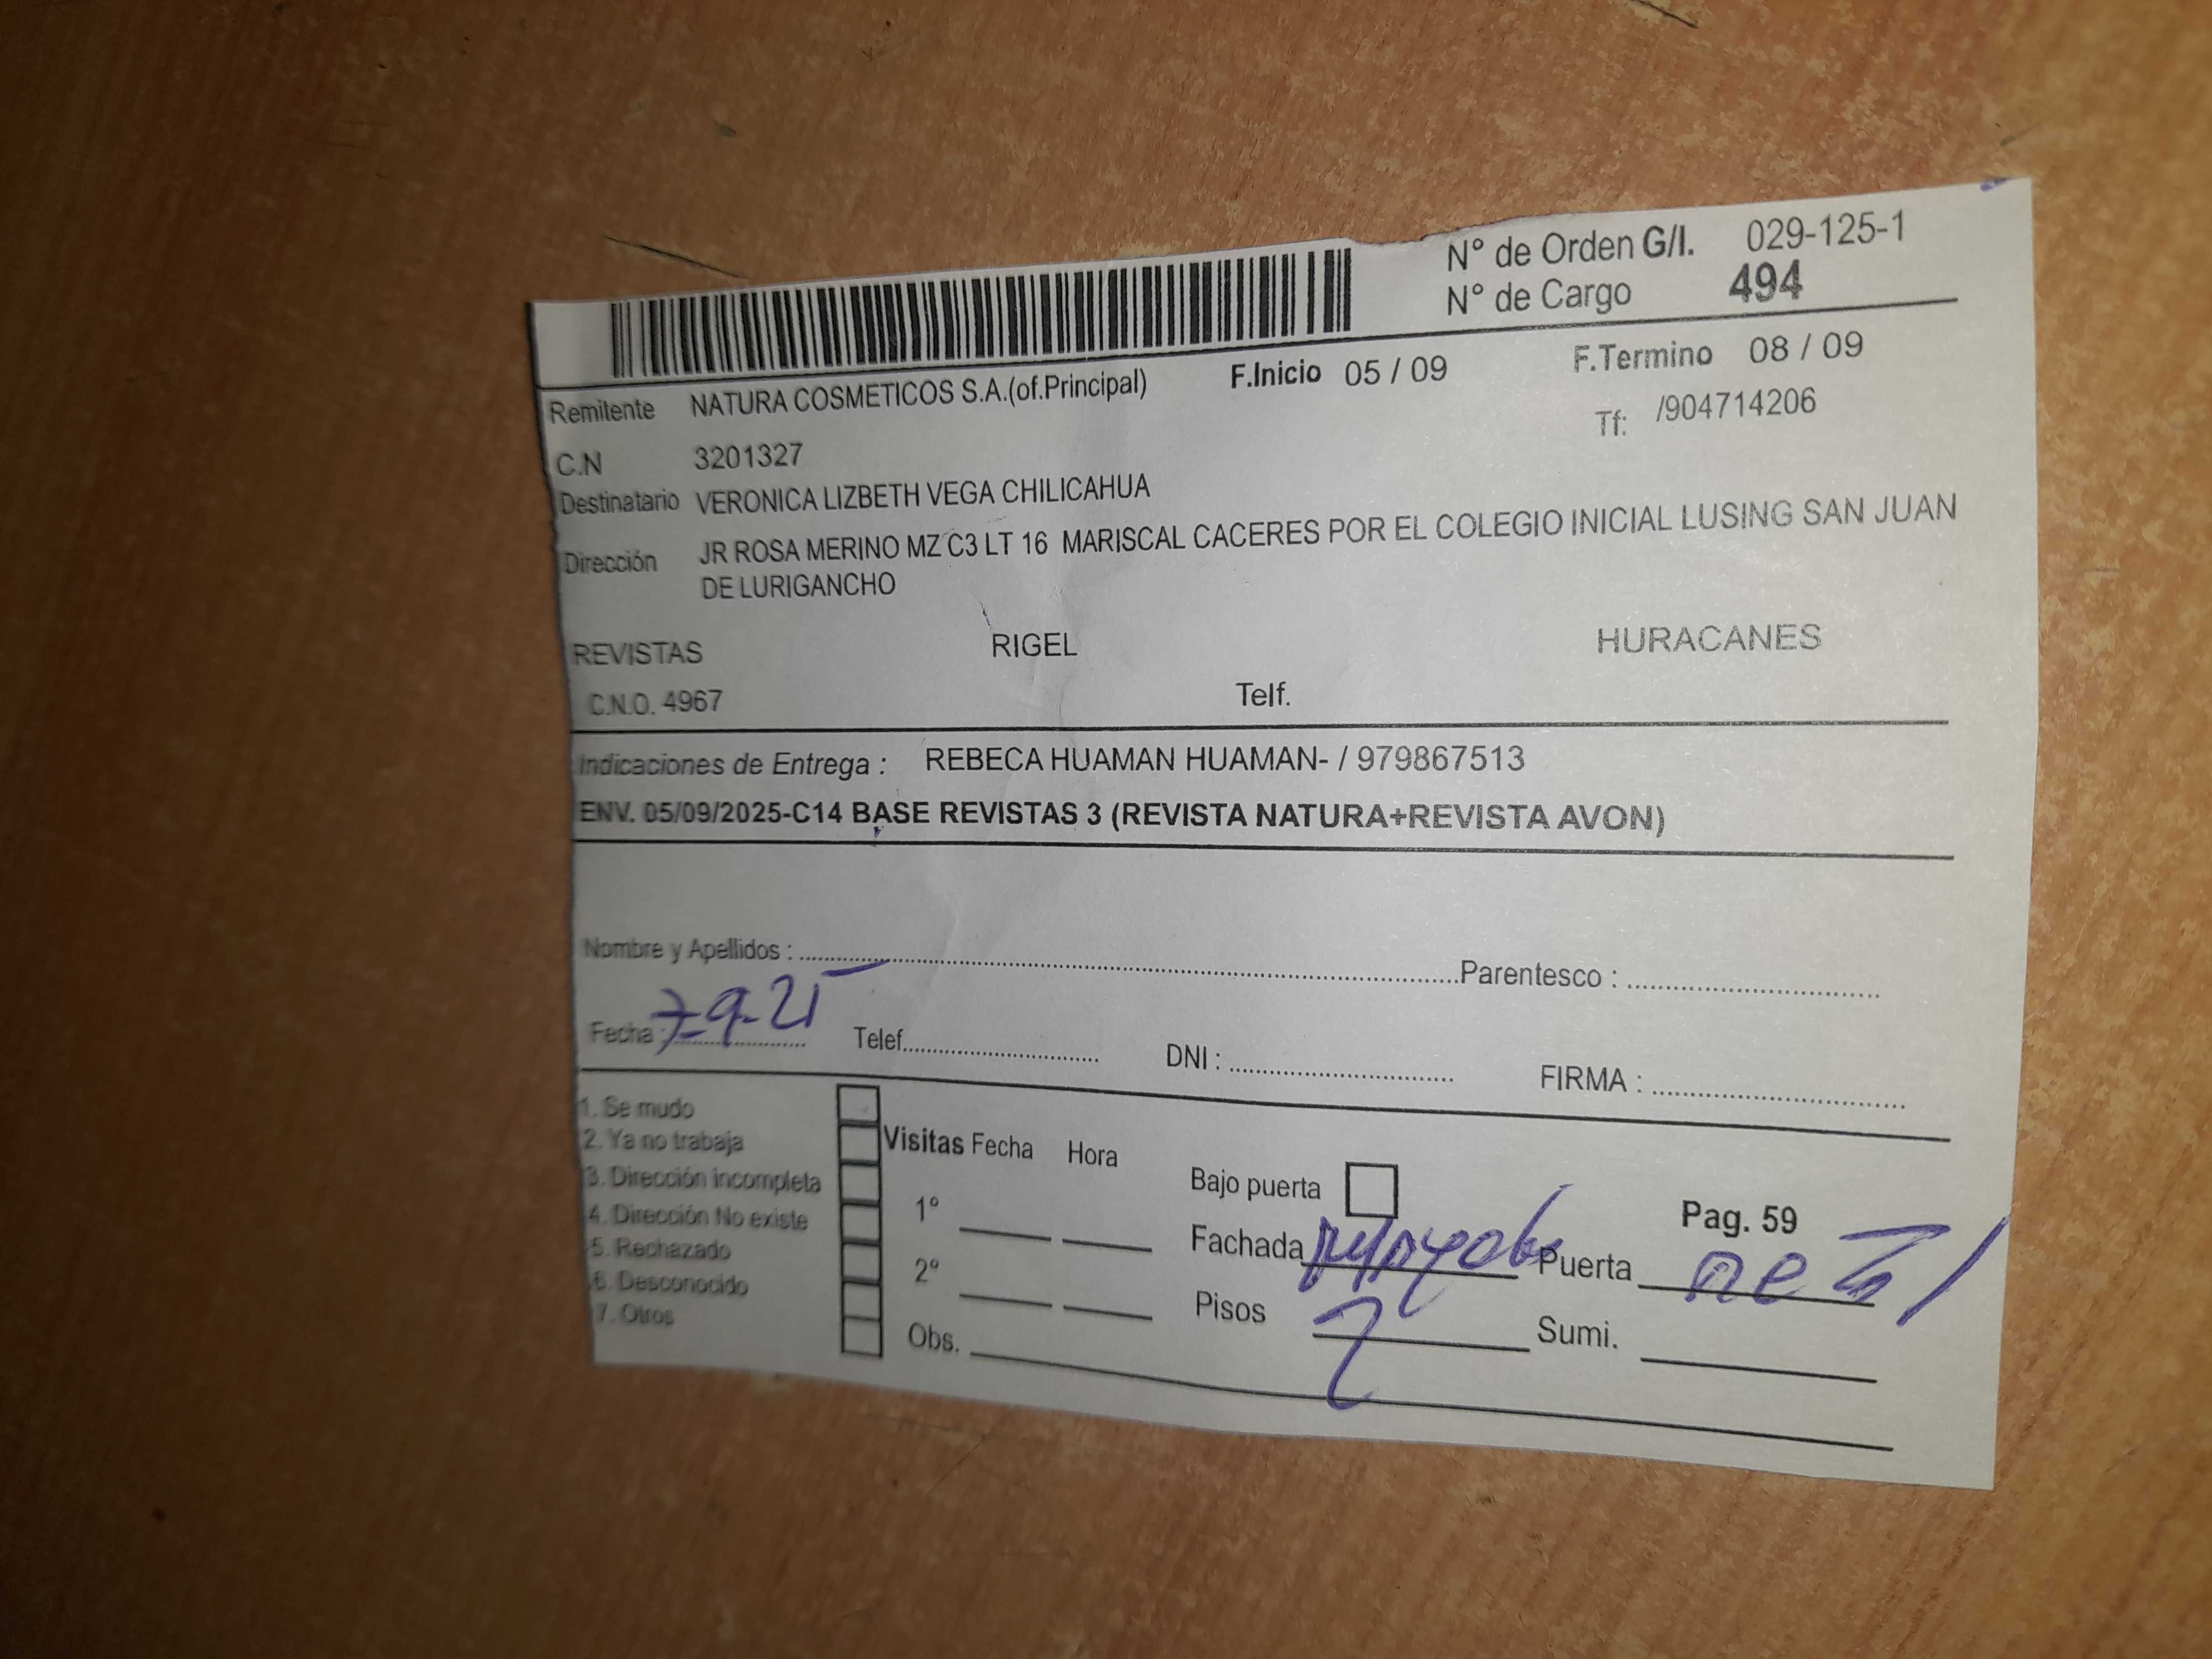 N° de Orden G/I. 029-125-1
N° de Cargo 494
F.Inicio 05 / 09 F.Termino 08 / 09
Remitente NATURA COSMETICOS S.A.(of.Principal) Tf: /904714206
C.N 3201327
Destinatario VERONICA LIZBETH VEGA CHILICAHUA
Dirección JR ROSA MERINO MZ C3 LT 16 MARISCAL CACERES POR EL COLEGIO INICIAL LUSING SAN JUAN
DE LURIGANCHO
REVISTAS RIGEL HURACANES
C.N.O. 4967 Telf.
Indicaciones de Entrega : REBECA HUAMAN HUAMAN- / 979867513
ENV. 05/09/2025-C14 BASE REVISTAS 3 (REVISTA NATURA+REVISTA AVON)
Nombre y Apellidos : Parentesco :
Fecha : 7-9-25 Telef. DNI : FIRMA :
1. Se mudo
2. Ya no trabaja
3. Dirección incompleta
4. Dirección No existe
5. Rechazado
6. Desconocido
7. Otros
Visitas Fecha Hora
1°
2°
Obs.
Bajo puerta Pag. 59
Fachada Puerta
Pisos 2 Sumi.